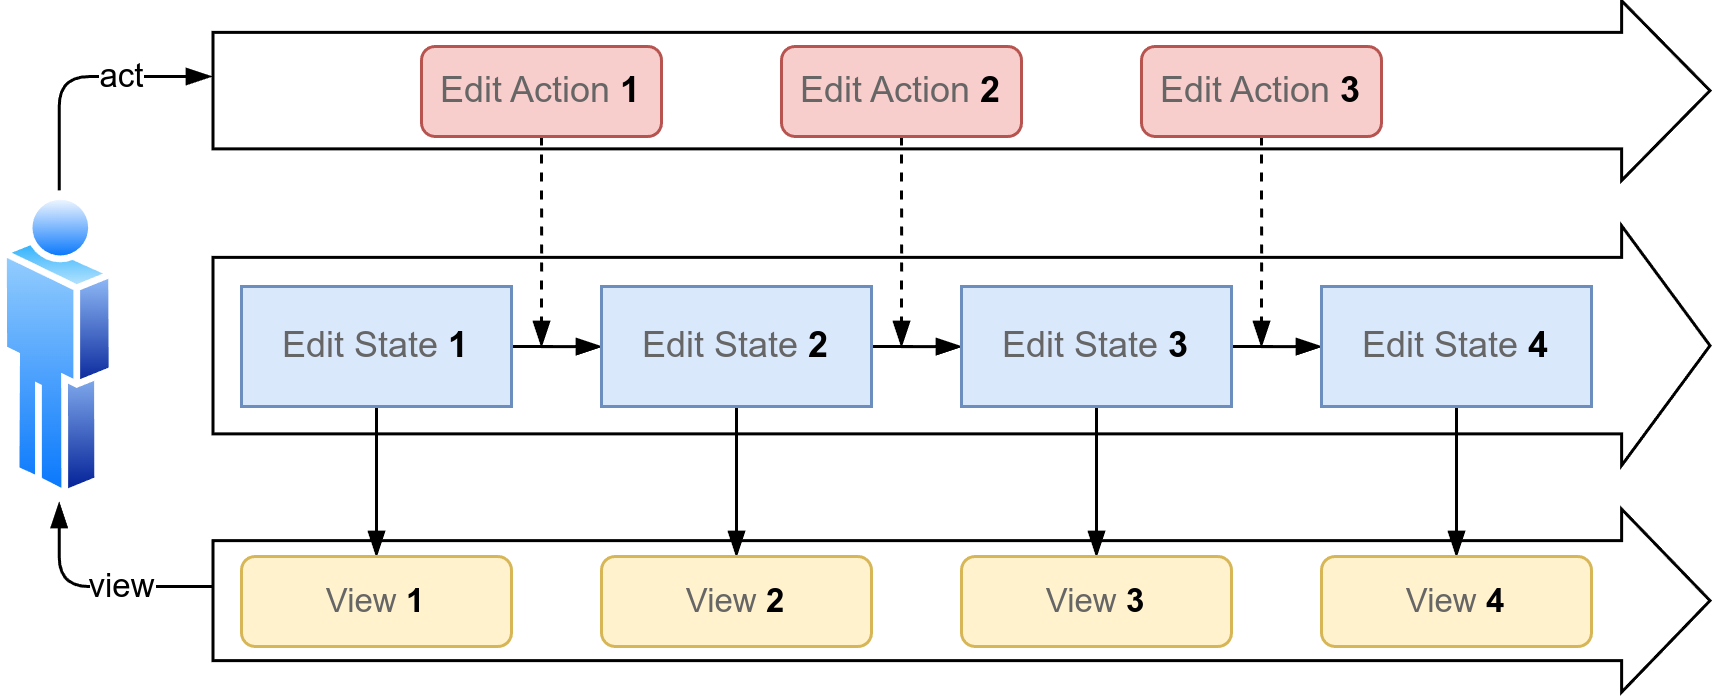 act
Edit Action 1
Edit Action 2
Edit Action 3
Edit State 1
Edit State 2
Edit State 3
Edit State 4
view
View 1
View 2
View 3
View 4